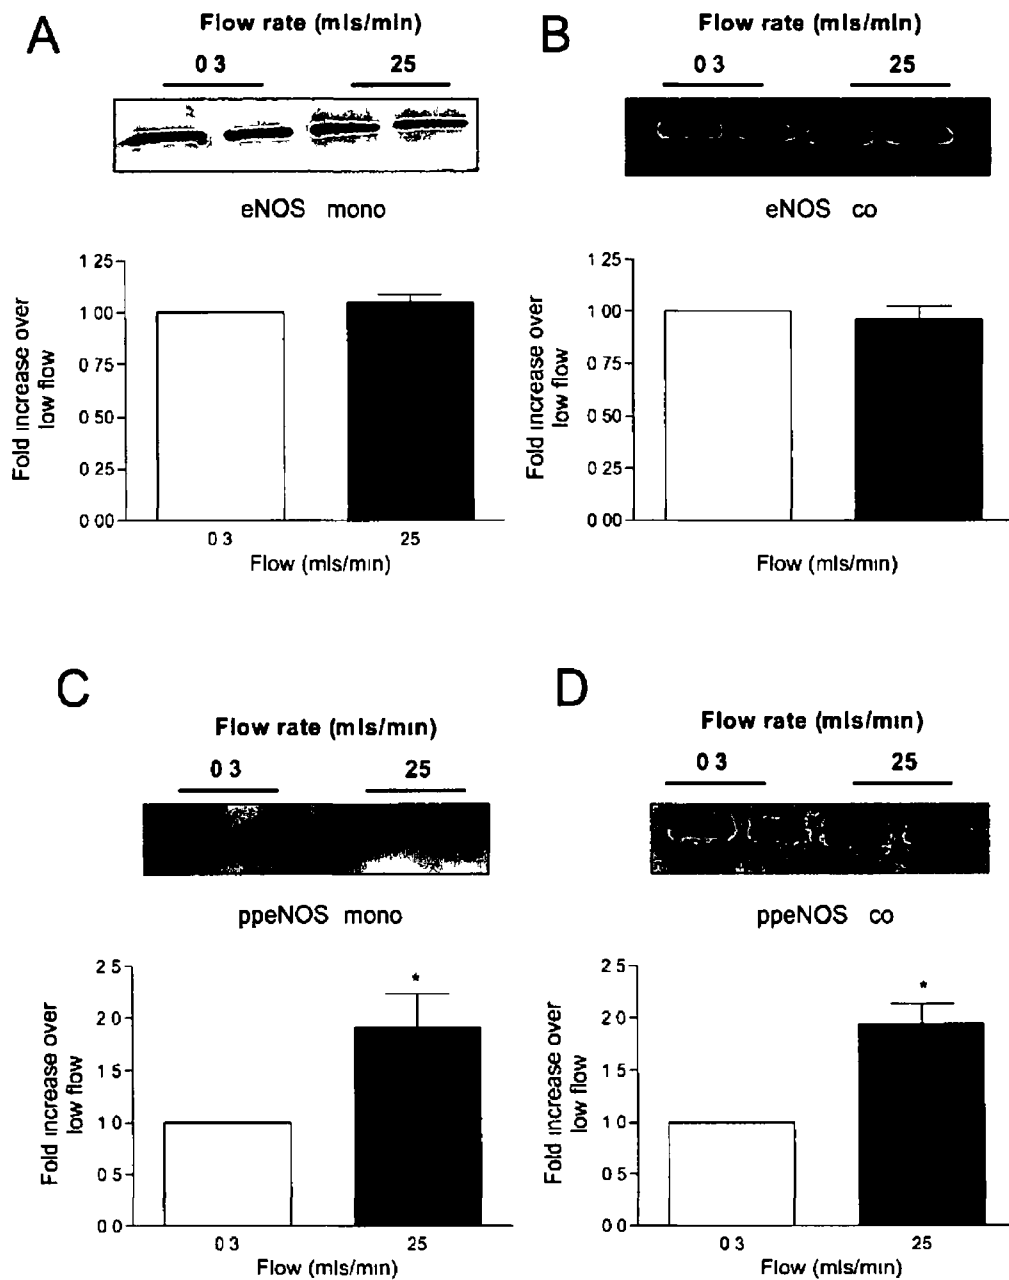 A
Flow rate (mls/min)
0 3 25
eNOS mono
Fold increase over
low flow
1 25
1 00
0 75
0 50
0 25
0 00
0 3 25
Flow (mls/min)
B
Flow rate (mls/min)
0 3 25
eNOS co
Fold increase over
low flow
1 25
1 00
0 75
0 50
0 25
0 00
Flow (mls/min)
C
Flow rate (mls/min)
0 3 25
ppeNOS mono
Fold increase over
low flow
2 5
2 0
1 5
1 0
0 5
0 0
*
0 3 25
Flow (mls/min)
D
Flow rate (mls/min)
0 3 25
ppeNOS co
Fold increase over
low flow
2 5
2 0
1 5
1 0
0 5
0 0
*
0 3 25
Flow (mls/min)